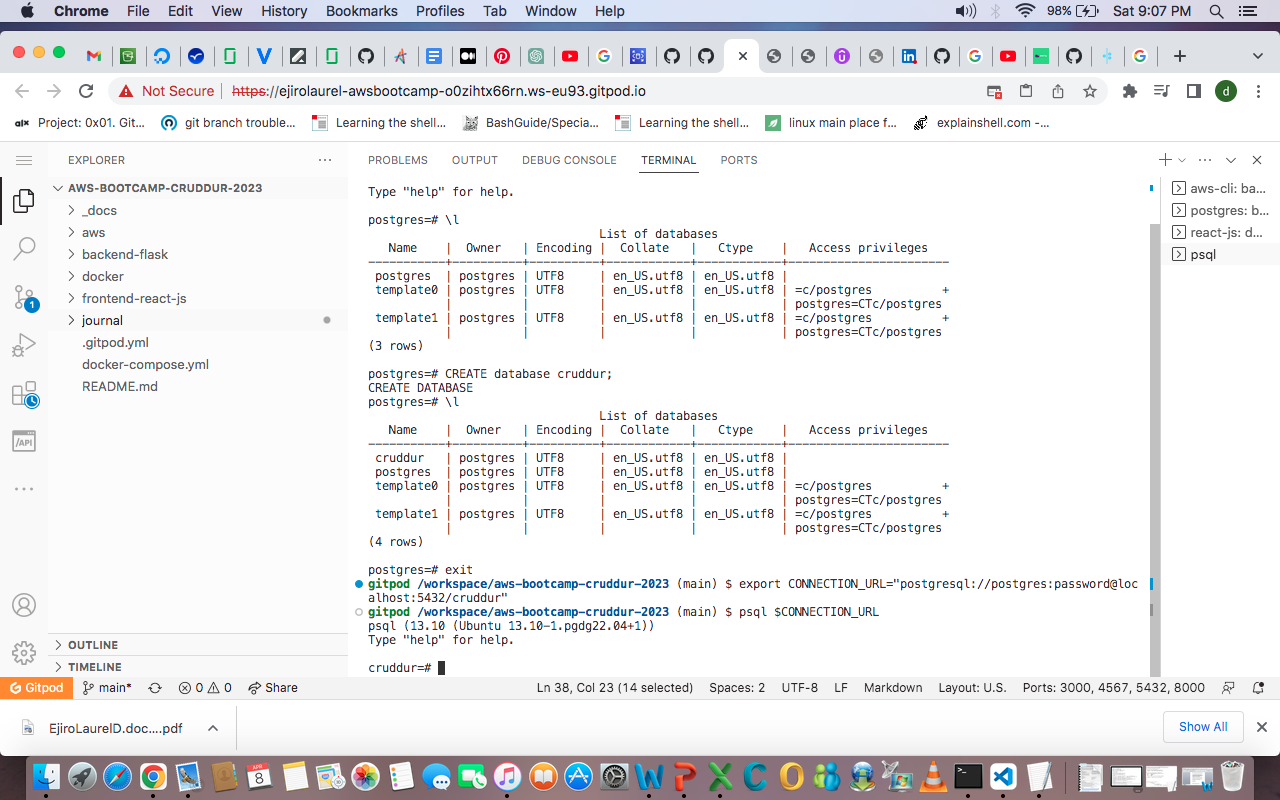 Chrome File Edit View History Bookmarks Profiles Tab Window Help 98% Sat 9:07 PM
Not Secure https://ejirolaurel-awsbootcamp-o0zihtx66rn.ws-eu93.gitpod.io d
alx Project: 0x01. Git... git branch trouble... Learning the shell... BashGuide/Specia... Learning the shell... linux main place f... explainshell.com -...
EXPLORER
AWS-BOOTCAMP-CRUDDUR-2023
_docs
aws
backend-flask
docker
frontend-react-js
journal
.gitpod.yml
docker-compose.yml
README.md
1
/API
OUTLINE
TIMELINE
PROBLEMS OUTPUT DEBUG CONSOLE TERMINAL PORTS
Type "help" for help.
postgres=# \l
List of databases
Name | Owner | Encoding | Collate | Ctype | Access privileges
-----------+----------+----------+------------+------------+-----------------------
postgres | postgres | UTF8 | en_US.utf8 | en_US.utf8 |
template0 | postgres | UTF8 | en_US.utf8 | en_US.utf8 | =c/postgres +
| | | | | postgres=CTc/postgres
template1 | postgres | UTF8 | en_US.utf8 | en_US.utf8 | =c/postgres +
| | | | | postgres=CTc/postgres
(3 rows)
postgres=# CREATE database cruddur;
CREATE DATABASE
postgres=# \l
List of databases
Name | Owner | Encoding | Collate | Ctype | Access privileges
-----------+----------+----------+------------+------------+-----------------------
cruddur | postgres | UTF8 | en_US.utf8 | en_US.utf8 |
postgres | postgres | UTF8 | en_US.utf8 | en_US.utf8 |
template0 | postgres | UTF8 | en_US.utf8 | en_US.utf8 | =c/postgres +
| | | | | postgres=CTc/postgres
template1 | postgres | UTF8 | en_US.utf8 | en_US.utf8 | =c/postgres +
| | | | | postgres=CTc/postgres
(4 rows)
postgres=# exit
gitpod /workspace/aws-bootcamp-cruddur-2023 (main) $ export CONNECTION_URL="postgresql://postgres:password@loc
alhost:5432/cruddur"
gitpod /workspace/aws-bootcamp-cruddur-2023 (main) $ psql $CONNECTION_URL
psql (13.10 (Ubuntu 13.10-1.pgdg22.04+1))
Type "help" for help.
cruddur=#
aws-cli: ba...
postgres: b...
react-js: d...
psql
Gitpod main* 0 0 Share Ln 38, Col 23 (14 selected) Spaces: 2 UTF-8 LF Markdown Layout: U.S. Ports: 3000, 4567, 5432, 8000
EjiroLaurelD.doc....pdf Show All
APR
8